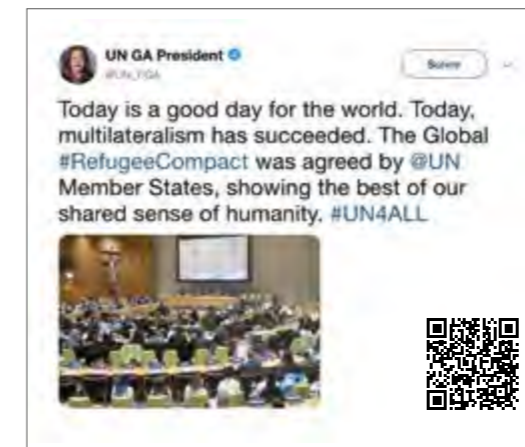 UN GA President
@UN_PGA
Suivre
Today is a good day for the world. Today,
multilateralism has succeeded. The Global
#RefugeeCompact was agreed by @UN
Member States, showing the best of our
shared sense of humanity. #UN4ALL